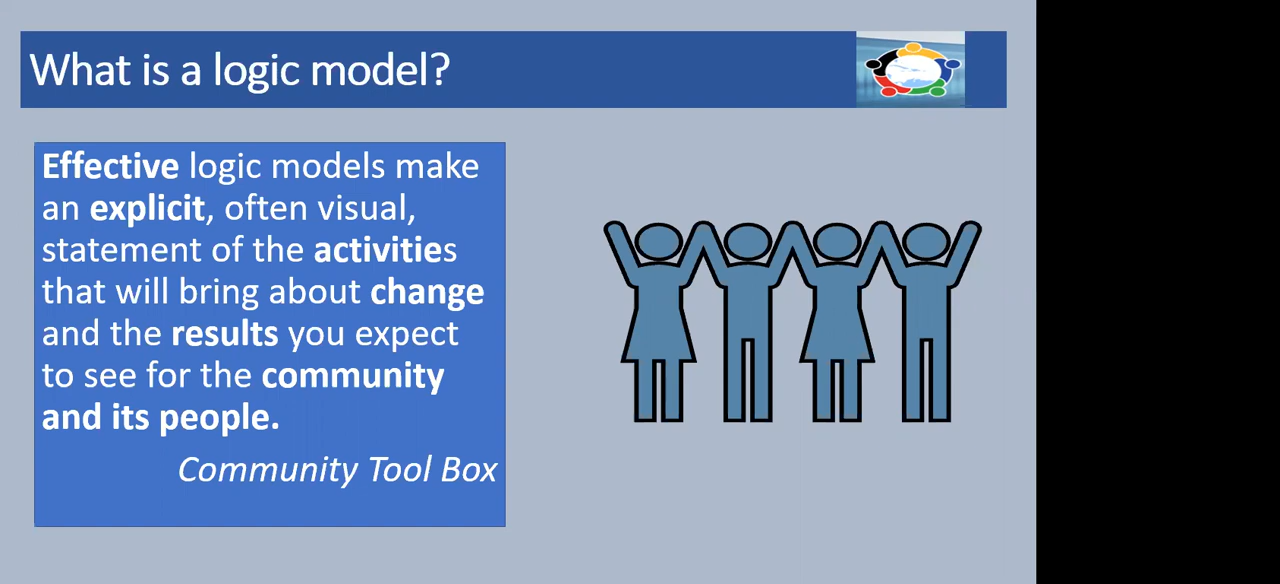 What is a logic model?
Effective logic models make
an explicit, often visual,
statement of the activities
that will bring about change
and the results you expect
to see for the community
and its people.
Community Tool Box